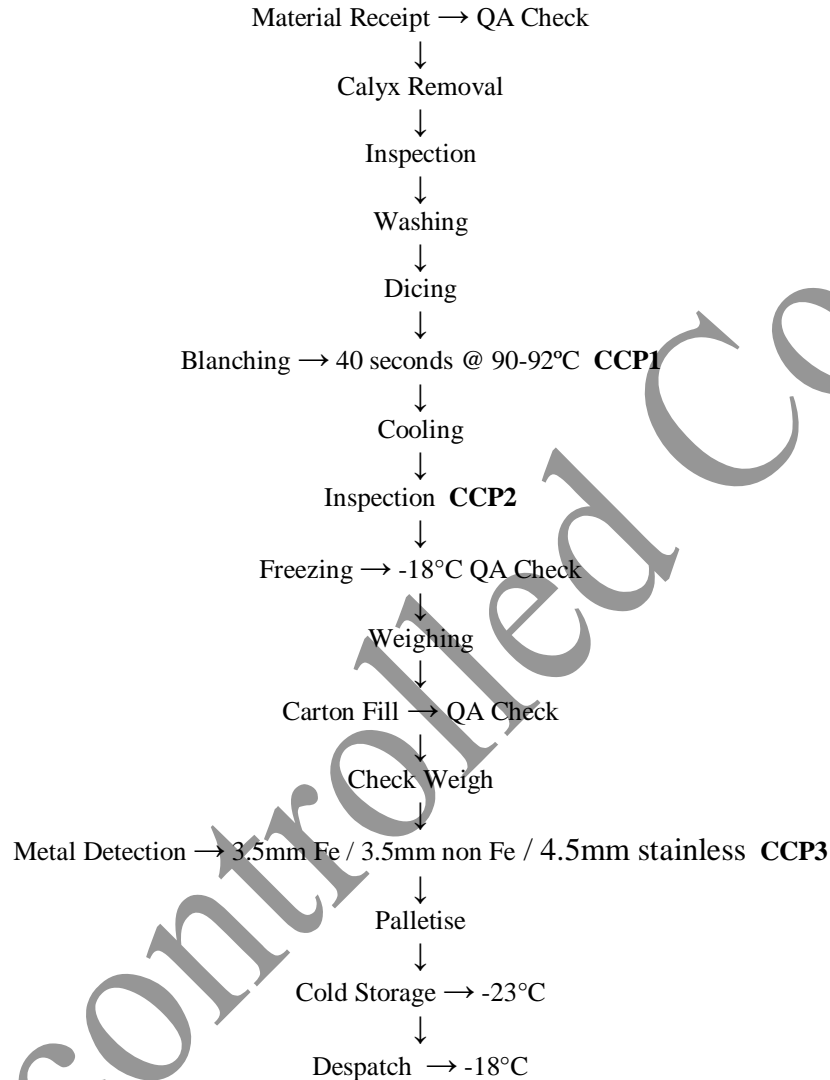 Material Receipt → QA Check
↓
Calyx Removal
↓
Inspection
↓
Washing
↓
Dicing
↓
Blanching → 40 seconds @ 90-92ºC CCP1
↓
Cooling
↓
Inspection CCP2
↓
Freezing → -18°C QA Check
↓
Weighing
↓
Carton Fill → QA Check
↓
Check Weigh
↓
Metal Detection → 3.5mm Fe / 3.5mm non Fe / 4.5mm stainless CCP3
↓
Palletise
↓
Cold Storage → -23°C
↓
Despatch → -18°C
ontrolled Co